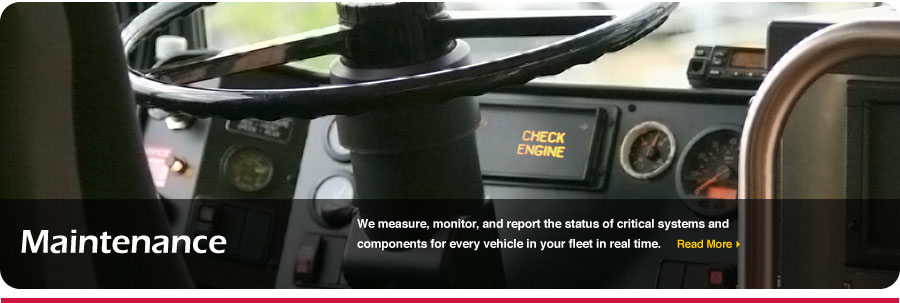 CHECK
ENGINE
We measure, monitor, and report the status of critical systems and
components for every vehicle in your fleet in real time. Read More
Maintenance